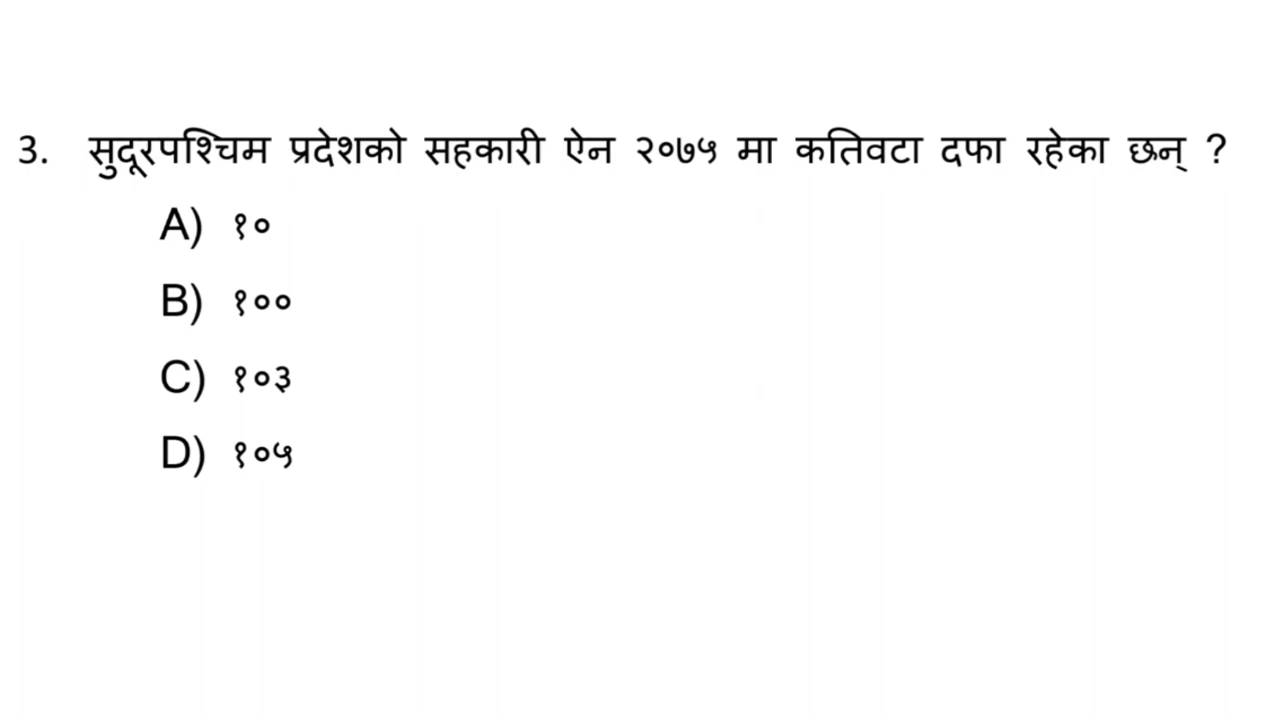 3. सुदूरपश्चिम प्रदेशको सहकारी ऐन २०७५ मा कतिवटा दफा रहेका छन् ?
A) १०
B) १००
C) १०३
D) १०५